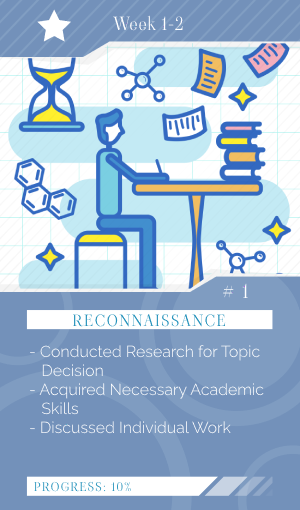 Week 1-2
# 1
RECONNAISSANCE
- Conducted Research for Topic
Decision
- Acquired Necessary Academic
Skills
- Discussed Individual Work
PROGRESS: 10%